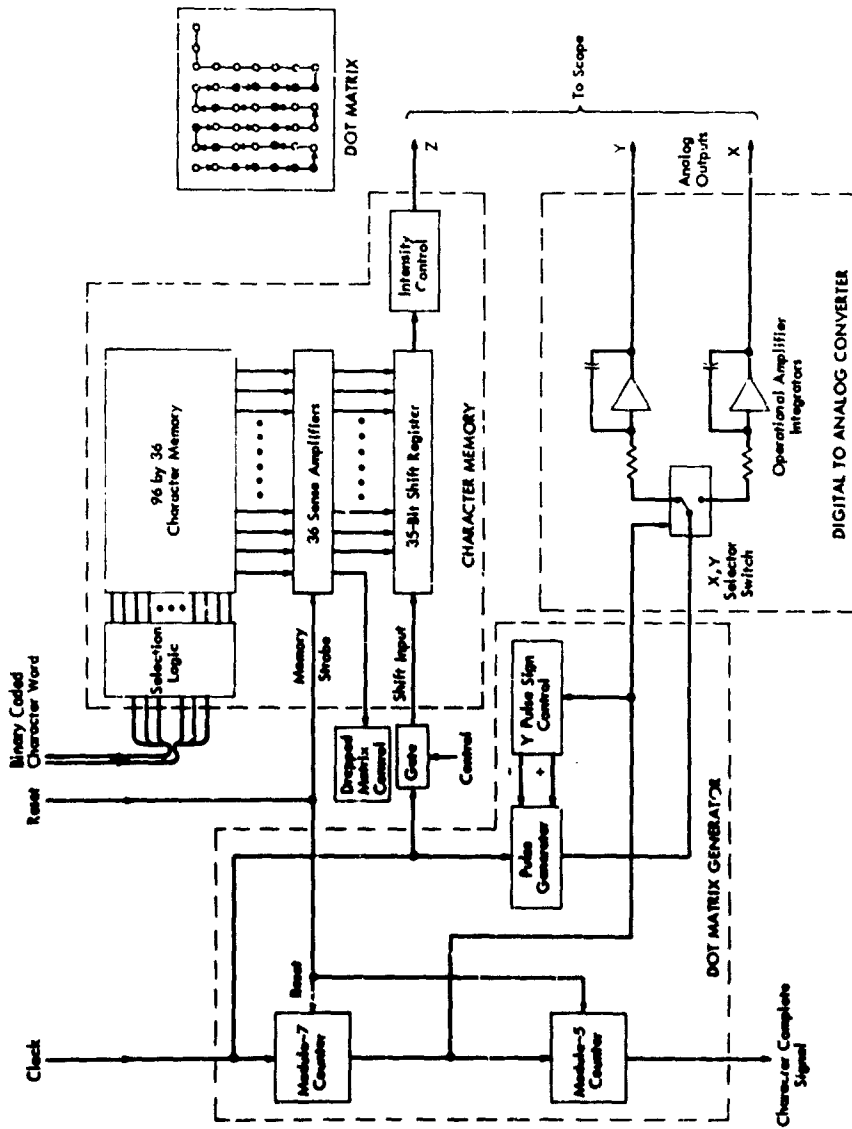 Clock
Reset
Binary Coded
Character Word
Selection
Logic
96 by 36
Character Memory
36 Sense Amplifiers
35-Bit Shift Register
Intensity
Control
Z
CHARACTER MEMORY
Memory
Strobe
Dropped
Matrix
Control
Shift Input
Gate
Control
DOT MATRIX
Modulo-7
Counter
Reset
Modulo-5
Counter
Character Complete
Signal
Pulse
Generator
-
+
Y Pulse Sign
Control
DOT MATRIX GENERATOR
X, Y
Selector
Switch
Operational Amplifier
Integrators
DIGITAL TO ANALOG CONVERTER
Y
Analog
Outputs
X
To Scope